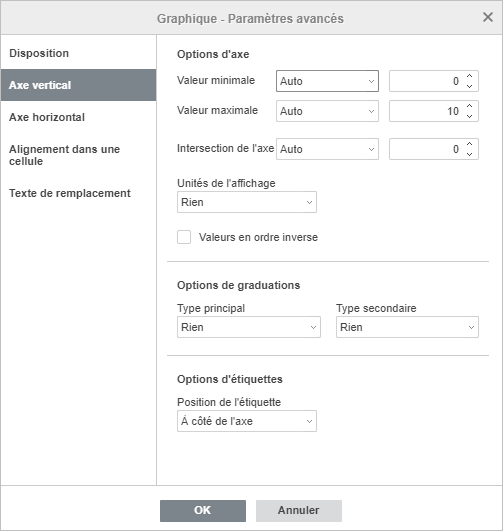 Graphique - Paramètres avancés
Disposition
Axe vertical
Axe horizontal
Alignement dans une
cellule
Texte de remplacement
Options d'axe
Valeur minimale Auto 0
Valeur maximale Auto 10
Intersection de l'axe Auto 0
Unités de l'affichage
Rien
Valeurs en ordre inverse
Options de graduations
Type principal Type secondaire
Rien Rien
Options d'étiquettes
Position de l'étiquette
À côté de l'axe
OK Annuler